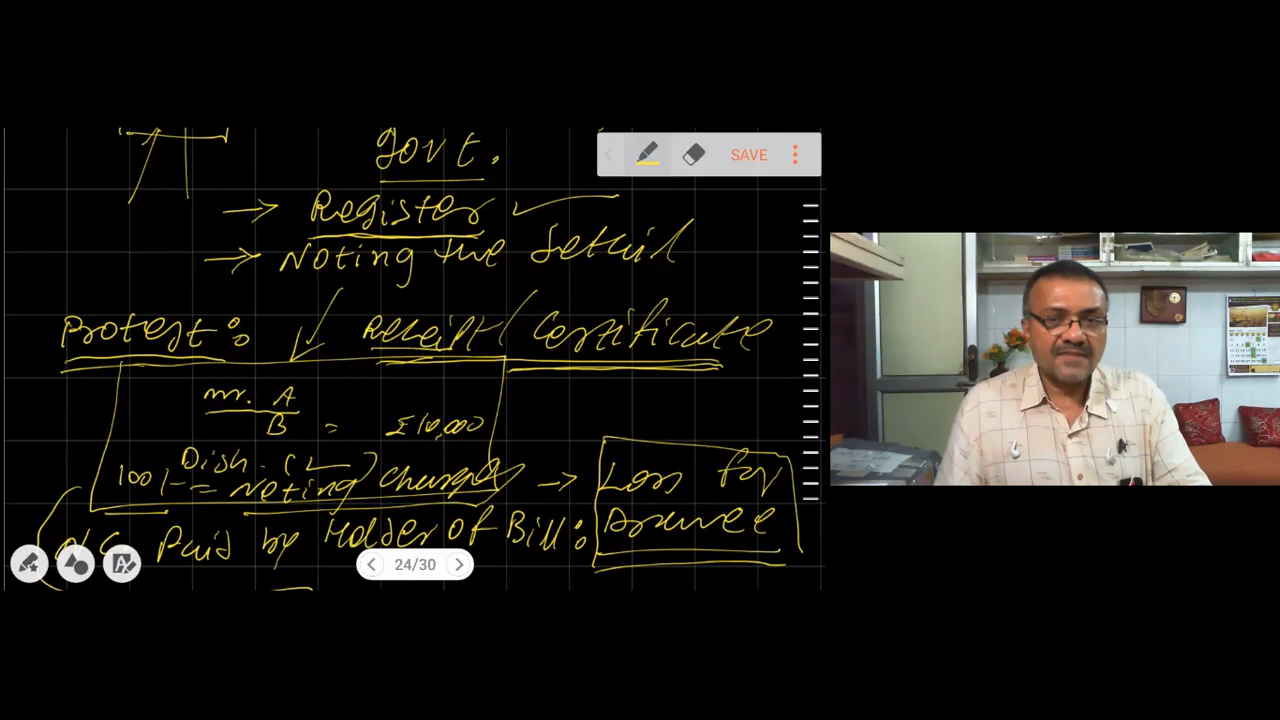 Govt.
SAVE
→ Register ✓
→ Noting the Detail
Protest: Receipt/Certificate
Mr. A
B = 10,000
Dish.
100/- = Noting Charges → Loss for
Drawee
N/C Paid by Holder of Bill:
24/30